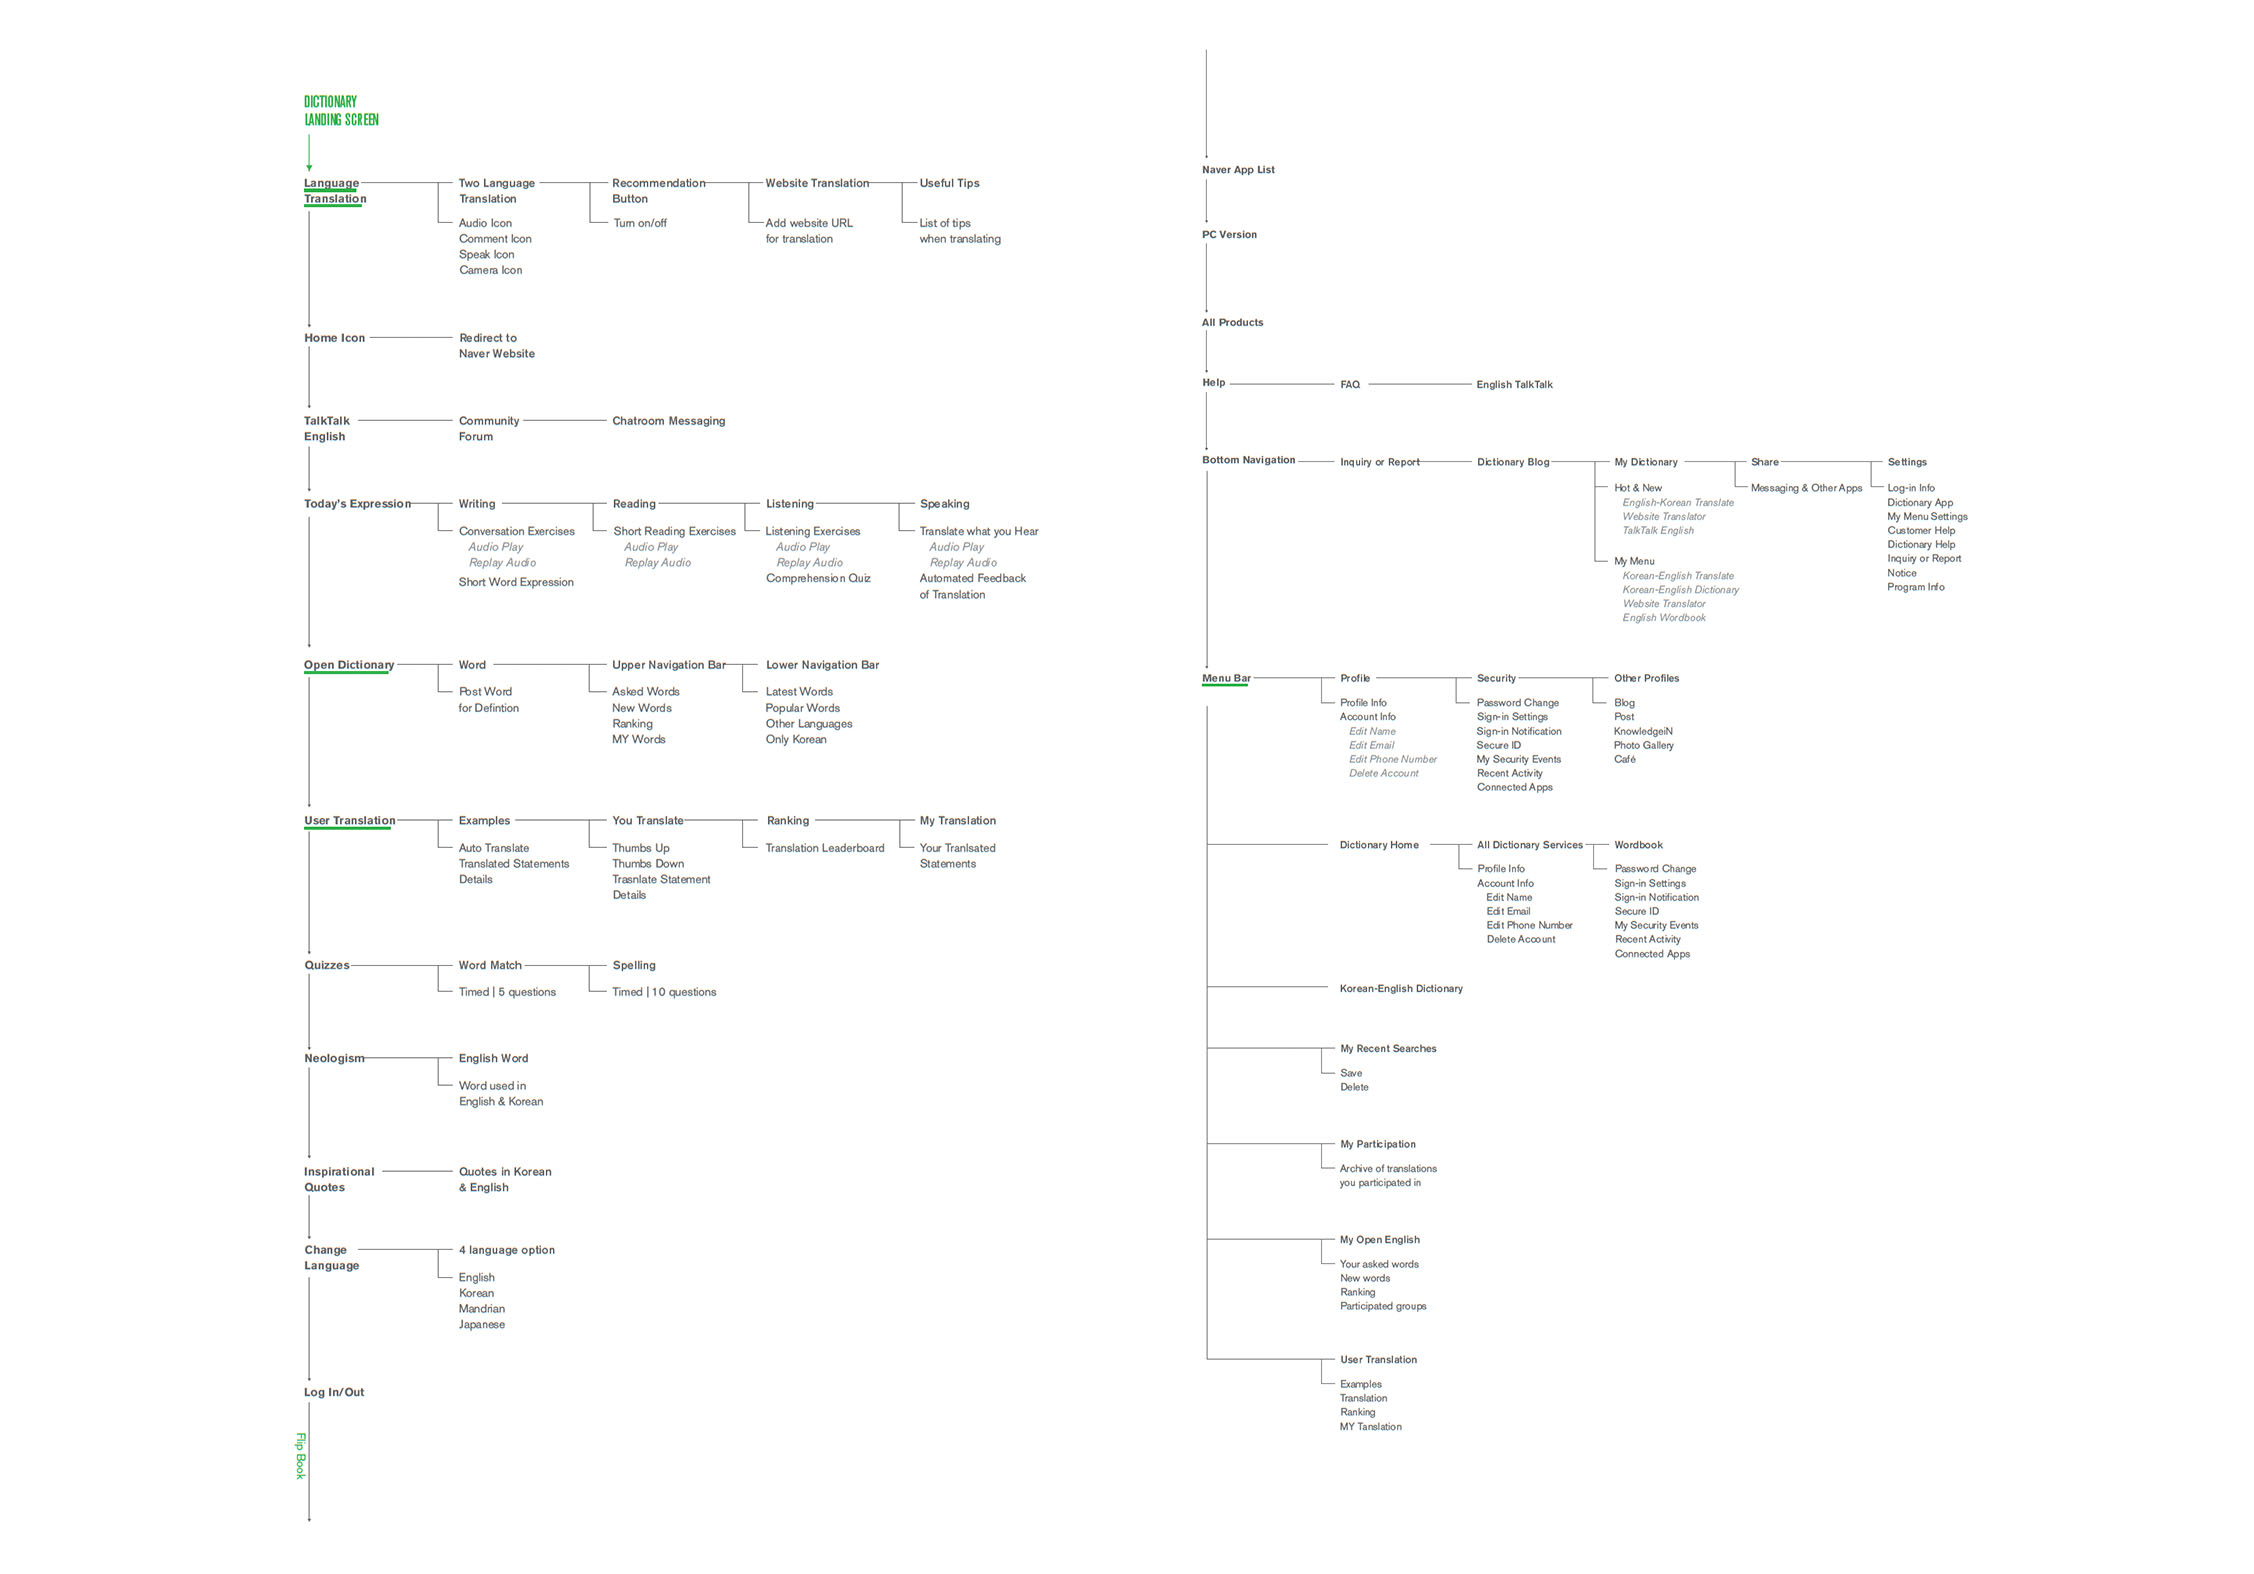 DICTIONARY
LANDING SCREEN
Language
Translation
Two Language
Translation
Audio Icon
Comment Icon
Speak Icon
Camera Icon
Recommendation
Button
Turn on/off
Website Translation
Add website URL
for translation
Useful Tips
List of tips
when translating
Home Icon
Redirect to
Naver Website
TalkTalk
English
Community
Forum
Chatroom Messaging
Today's Expression
Writing
Conversation Exercises
Audio Play
Replay Audio
Short Word Expression
Reading
Short Reading Exercises
Audio Play
Replay Audio
Listening
Listening Exercises
Audio Play
Replay Audio
Comprehension Quiz
Speaking
Translate what you Hear
Audio Play
Replay Audio
Automated Feedback
of Translation
Open Dictionary
Word
Post Word
for Defintion
Upper Navigation Bar
Asked Words
New Words
Ranking
MY Words
Lower Navigation Bar
Latest Words
Popular Words
Other Languages
Only Korean
User Translation
Examples
Auto Translate
Translated Statements
Details
You Translate
Thumbs Up
Thumbs Down
Trasnlate Statement
Details
Ranking
Translation Leaderboard
My Translation
Your Tranlsated
Statements
Quizzes
Word Match
Timed | 5 questions
Spelling
Timed | 10 questions
Neologism
English Word
Word used in
English & Korean
Inspirational
Quotes
Quotes in Korean
& English
Change
Language
4 language option
English
Korean
Mandrian
Japanese
Log In/Out
Flip Book
Naver App List
PC Version
All Products
Help
FAQ
English TalkTalk
Bottom Navigation
Inquiry or Report
Dictionary Blog
My Dictionary
Hot & New
English-Korean Translate
Website Translator
TalkTalk English
My Menu
Korean-English Translate
Korean-English Dictionary
Website Translator
English Wordbook
Share
Messaging & Other Apps
Settings
Log-in Info
Dictionary App
My Menu Settings
Customer Help
Dictionary Help
Inquiry or Report
Notice
Program Info
Menu Bar
Profile
Profile Info
Account Info
Edit Name
Edit Email
Edit Phone Number
Delete Account
Security
Password Change
Sign-in Settings
Sign-in Notification
Secure ID
My Security Events
Recent Activity
Connected Apps
Other Profiles
Blog
Post
KnowledgeiN
Photo Gallery
Café
Dictionary Home
All Dictionary Services
Profile Info
Account Info
Edit Name
Edit Email
Edit Phone Number
Delete Account
Wordbook
Password Change
Sign-in Settings
Sign-in Notification
Secure ID
My Security Events
Recent Activity
Connected Apps
Korean-English Dictionary
My Recent Searches
Save
Delete
My Participation
Archive of translations
you participated in
My Open English
Your asked words
New words
Ranking
Participated groups
User Translation
Examples
Translation
Ranking
MY Tanslation